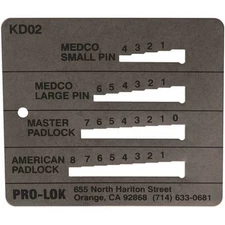 KD02
MEDCO 4 3 2 1
SMALL PIN
MEDCO 6 5 4 3 2 1
LARGE PIN
MASTER 7 6 5 4 3 2 1 0
PADLOCK
AMERICAN 8 7 6 5 4 3 2 1
PADLOCK
PRO-LOK 655 North Hariton Street
Orange, CA 92868 (714) 633-0681